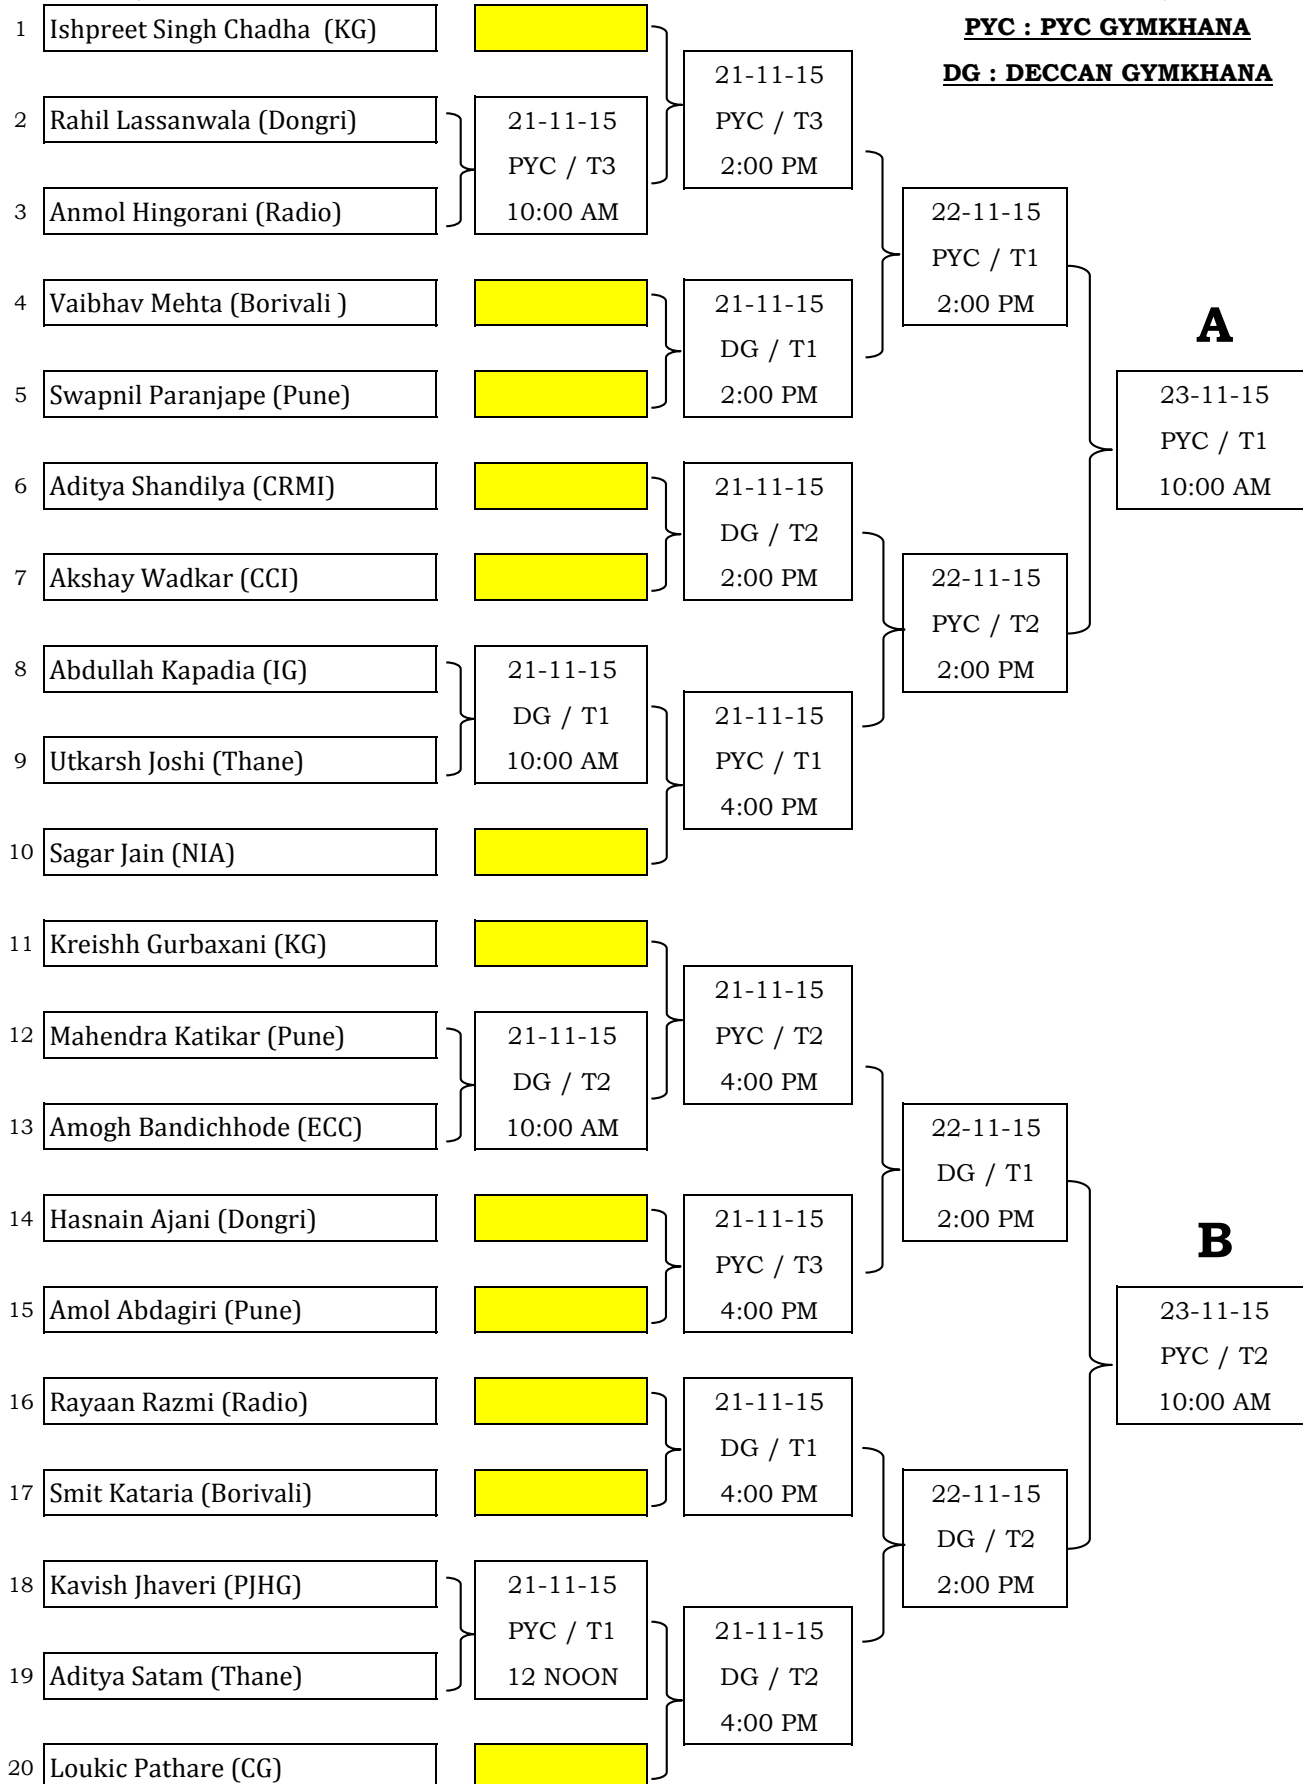 PYC : PYC GYMKHANA
DG : DECCAN GYMKHANA
1 Ishpreet Singh Chadha (KG)
21-11-15
PYC / T3
2:00 PM
2 Rahil Lassanwala (Dongri)
21-11-15
PYC / T3
10:00 AM
3 Anmol Hingorani (Radio)
22-11-15
PYC / T1
2:00 PM
4 Vaibhav Mehta (Borivali )
21-11-15
DG / T1
2:00 PM
A
5 Swapnil Paranjape (Pune)
23-11-15
PYC / T1
10:00 AM
6 Aditya Shandilya (CRMI)
21-11-15
DG / T2
2:00 PM
7 Akshay Wadkar (CCI)
22-11-15
PYC / T2
2:00 PM
8 Abdullah Kapadia (IG)
21-11-15
DG / T1
10:00 AM
9 Utkarsh Joshi (Thane)
21-11-15
PYC / T1
4:00 PM
10 Sagar Jain (NIA)
11 Kreishh Gurbaxani (KG)
21-11-15
PYC / T2
4:00 PM
12 Mahendra Katikar (Pune)
21-11-15
DG / T2
10:00 AM
13 Amogh Bandichhode (ECC)
22-11-15
DG / T1
2:00 PM
14 Hasnain Ajani (Dongri)
21-11-15
PYC / T3
4:00 PM
B
15 Amol Abdagiri (Pune)
23-11-15
PYC / T2
10:00 AM
16 Rayaan Razmi (Radio)
21-11-15
DG / T1
4:00 PM
17 Smit Kataria (Borivali)
22-11-15
DG / T2
2:00 PM
18 Kavish Jhaveri (PJHG)
21-11-15
PYC / T1
12 NOON
19 Aditya Satam (Thane)
21-11-15
DG / T2
4:00 PM
20 Loukic Pathare (CG)